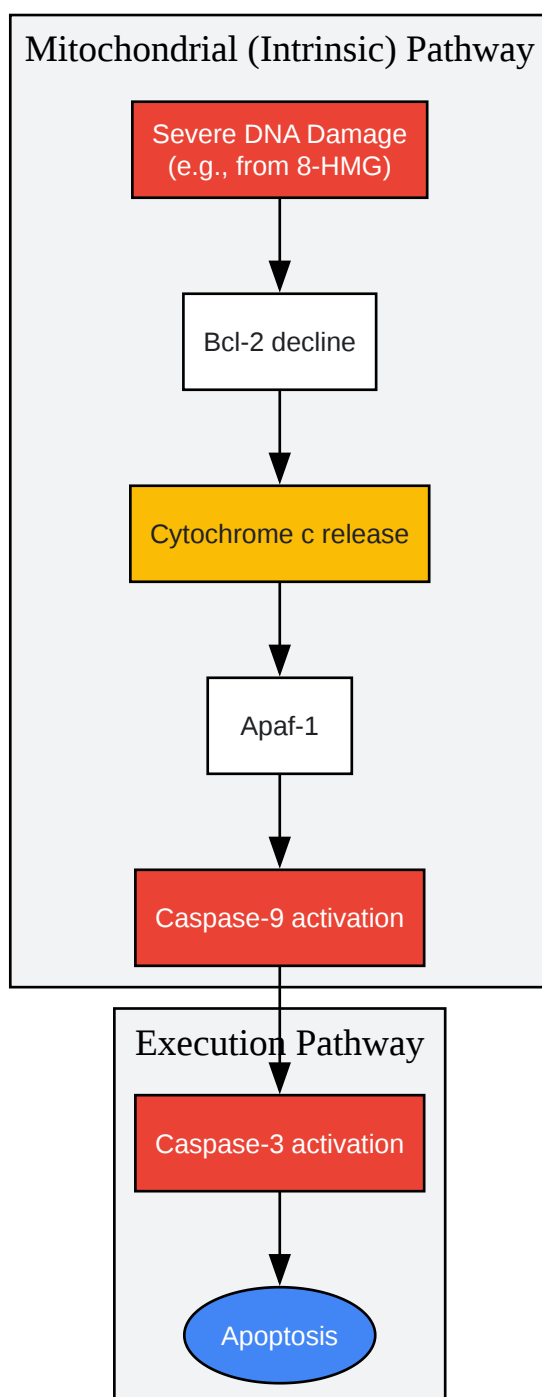 Mitochondrial (Intrinsic) Pathway
Severe DNA Damage
(e.g., from 8-HMG)
Bcl-2 decline
Cytochrome c release
Apaf-1
Caspase-9 activation
Execution Pathway
Caspase-3 activation
Apoptosis